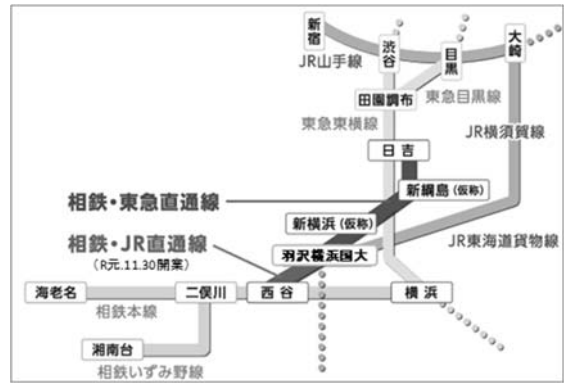 新宿
渋谷
目黒
大崎
JR山手線
田園調布
東急目黒線
東急東横線
日吉
JR横須賀線
相鉄・東急直通線
新綱島(仮称)
新横浜(仮称)
相鉄・JR直通線
(R元.11.30開業)
羽沢横浜国大
JR東海道貨物線
海老名
二俣川
西谷
横浜
相鉄本線
湘南台
相鉄いずみ野線